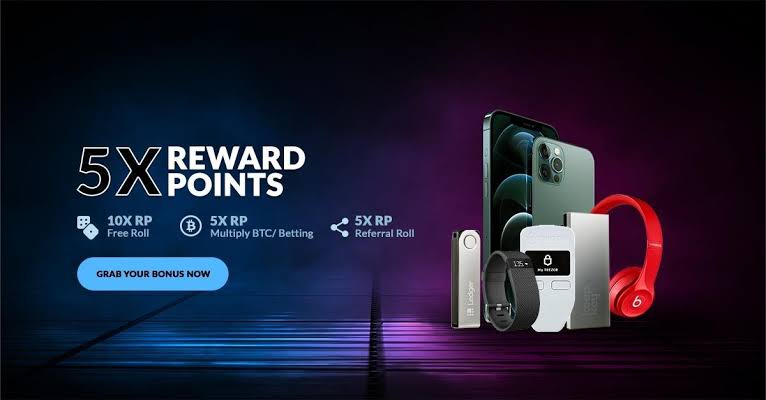 5X REWARD
POINTS
10X RP
Free Roll
5X RP
Multiply BTC/ Betting
5X RP
Referral Roll
GRAB YOUR BONUS NOW
Ledger
135
My TREZOR